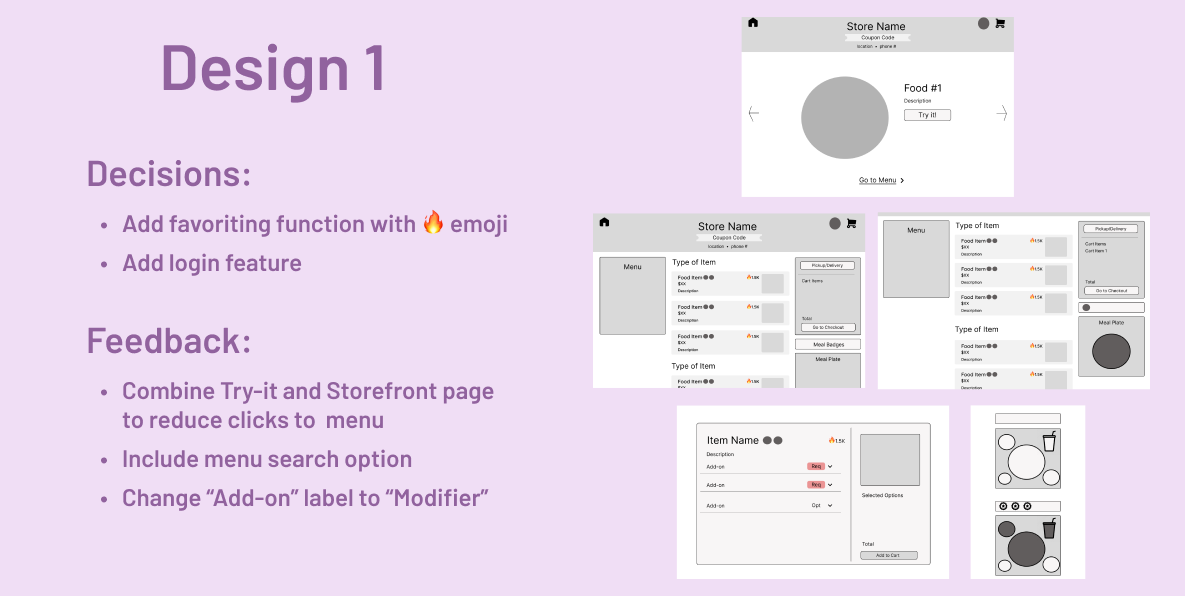 Design 1
Decisions:
• Add favoriting function with 🔥 emoji
• Add login feature
Feedback:
• Combine Try-it and Storefront page
to reduce clicks to menu
• Include menu search option
• Change “Add-on” label to “Modifier”
Store Name
Coupon Code
location • phone #
Food #1
Description
Try it!
Go to Menu >
Store Name
Coupon Code
location • phone #
Menu
Type of Item
Food Item
🔥1.5K
$XX
Description
Food Item
🔥1.5K
$XX
Description
Food Item
🔥1.5K
$XX
Description
Type of Item
Food Item
🔥1.5K
Pickup/Delivery
Cart Items
Total
Go to Checkout
Meal Badges
Meal Plate
Menu
Type of Item
Food Item
🔥1.5K
$XX
Description
Food Item
🔥1.5K
$XX
Description
Food Item
🔥1.5K
$XX
Description
Type of Item
Food Item
🔥1.5K
$XX
Description
Food Item
🔥1.5K
$XX
Description
Pickup/Delivery
Cart Items
Cart Item 1
Total
Go to Checkout
Meal Plate
Item Name
🔥1.5K
Description
Add-on
Req
Add-on
Req
Add-on
Opt
Selected Options
Total
Add to Cart